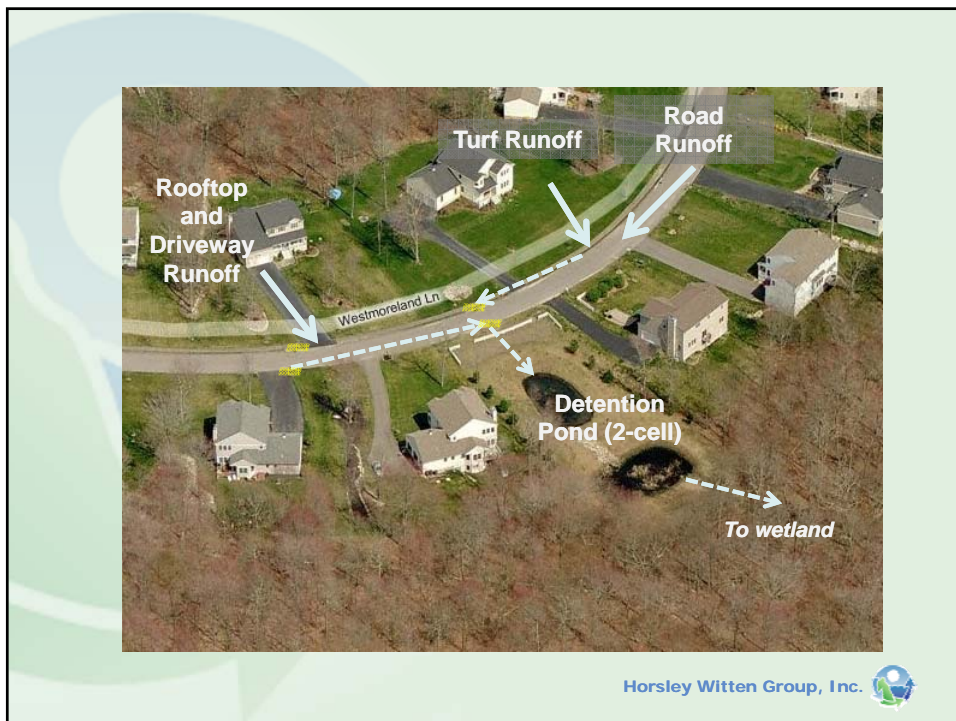 Road
Runoff
Turf Runoff
Rooftop
and
Driveway
Runoff
Westmoreland Ln
Detention
Pond (2-cell)
To wetland
Horsley Witten Group, Inc.